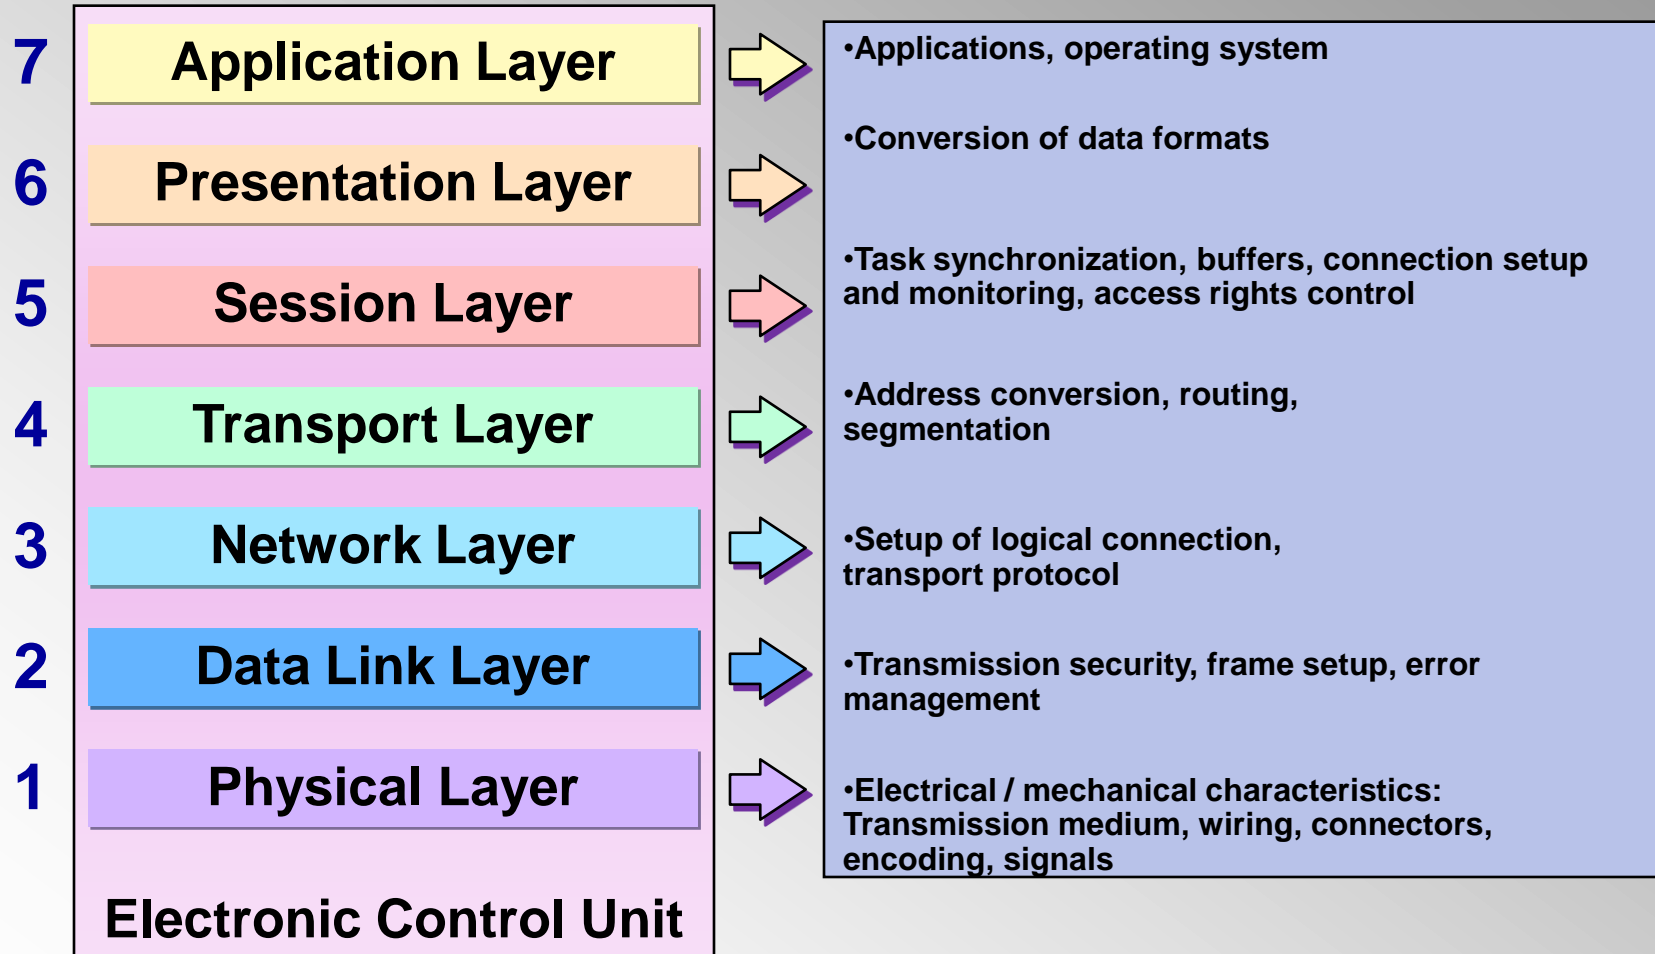 7
Application Layer
•Applications, operating system
6
Presentation Layer
•Conversion of data formats
5
Session Layer
•Task synchronization, buffers, connection setup
and monitoring, access rights control
4
Transport Layer
•Address conversion, routing,
segmentation
3
Network Layer
•Setup of logical connection,
transport protocol
2
Data Link Layer
•Transmission security, frame setup, error
management
1
Physical Layer
•Electrical / mechanical characteristics:
Transmission medium, wiring, connectors,
encoding, signals
Electronic Control Unit